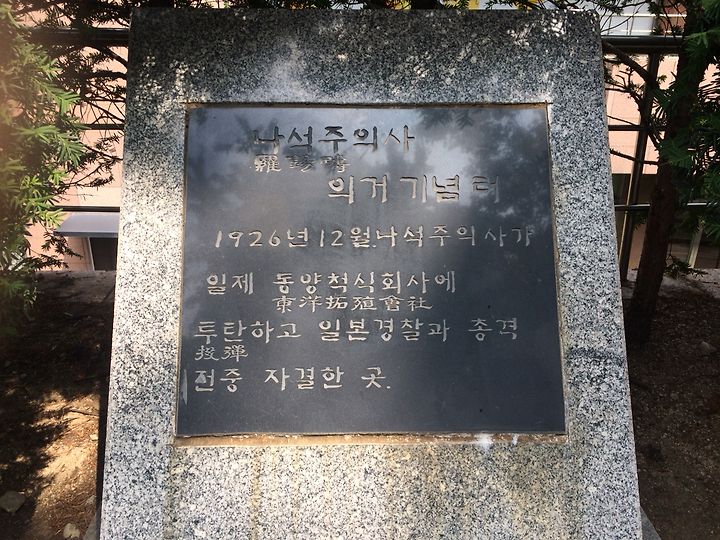 나석주의사
羅錫疇
의거 기념 터
1926년 12월.나석주의사가
일제 동양척식회사에
東洋拓殖會社
투탄하고 일본경찰과 총격
投彈
전중 자결한 곳.